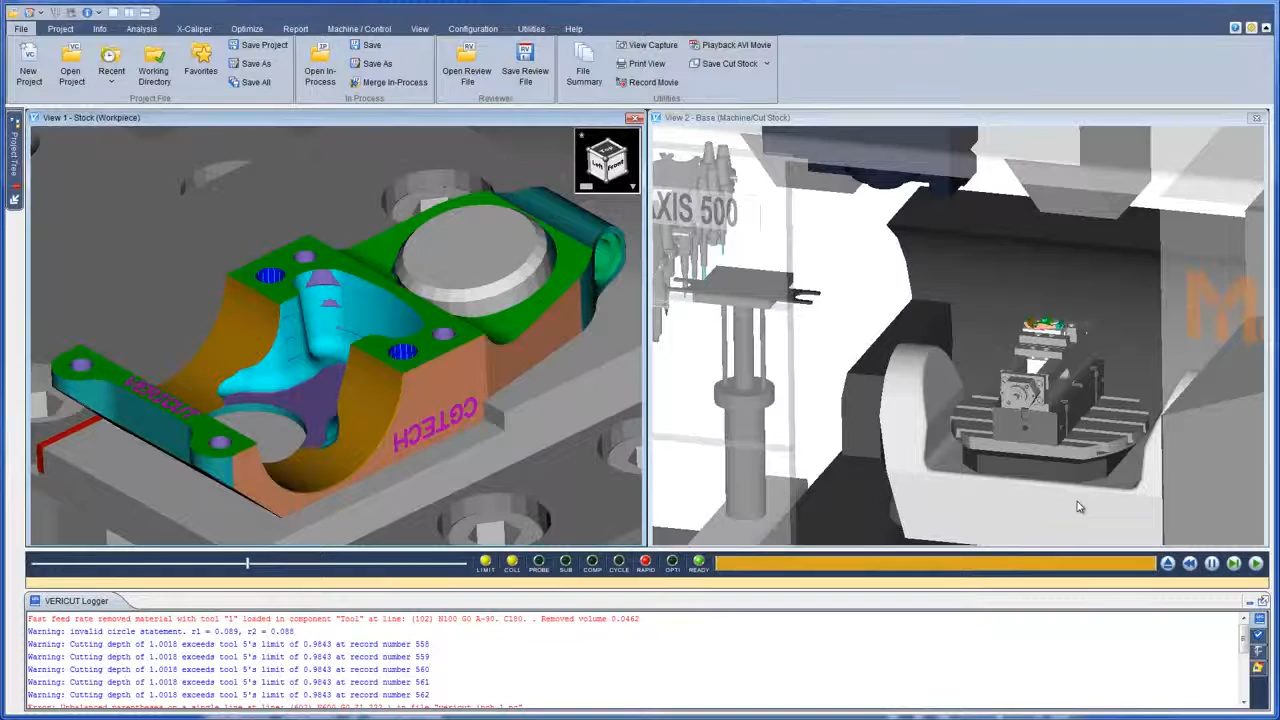 File Project Info Analysis X-Caliper Optimize Report Machine / Control View Configuration Utilities Help
New Project
Open Project
Recent
Working Directory
Favorites
Save Project
Save As
Save All
Project File
Open In-Process
Save
Save As
Merge In-Process
In Process
Open Review File
Save Review File
Reviewer
File Summary
View Capture
Print View
Record Movie
Playback AVI Movie
Save Cut Stock
Utilities
Project Tree
View 1 - Stock (Workpiece)
Top
Left Front
VERICUT
CGTECH
View 2 - Base (Machine/Cut Stock)
AXIS 500
M
LIMIT COLL PROBE SUB COMP CYCLE RAPID OPTI READY
VERICUT Logger
Fast feed rate removed material with tool "1" loaded in component "Tool" at line: (102) N100 G0 A-90. C180. . Removed volume 0.0462
Warning: invalid circle statement. r1 = 0.089, r2 = 0.088
Warning: Cutting depth of 1.0018 exceeds tool 5's limit of 0.9843 at record number 558
Warning: Cutting depth of 1.0018 exceeds tool 5's limit of 0.9843 at record number 559
Warning: Cutting depth of 1.0018 exceeds tool 5's limit of 0.9843 at record number 560
Warning: Cutting depth of 1.0018 exceeds tool 5's limit of 0.9843 at record number 561
Warning: Cutting depth of 1.0018 exceeds tool 5's limit of 0.9843 at record number 562